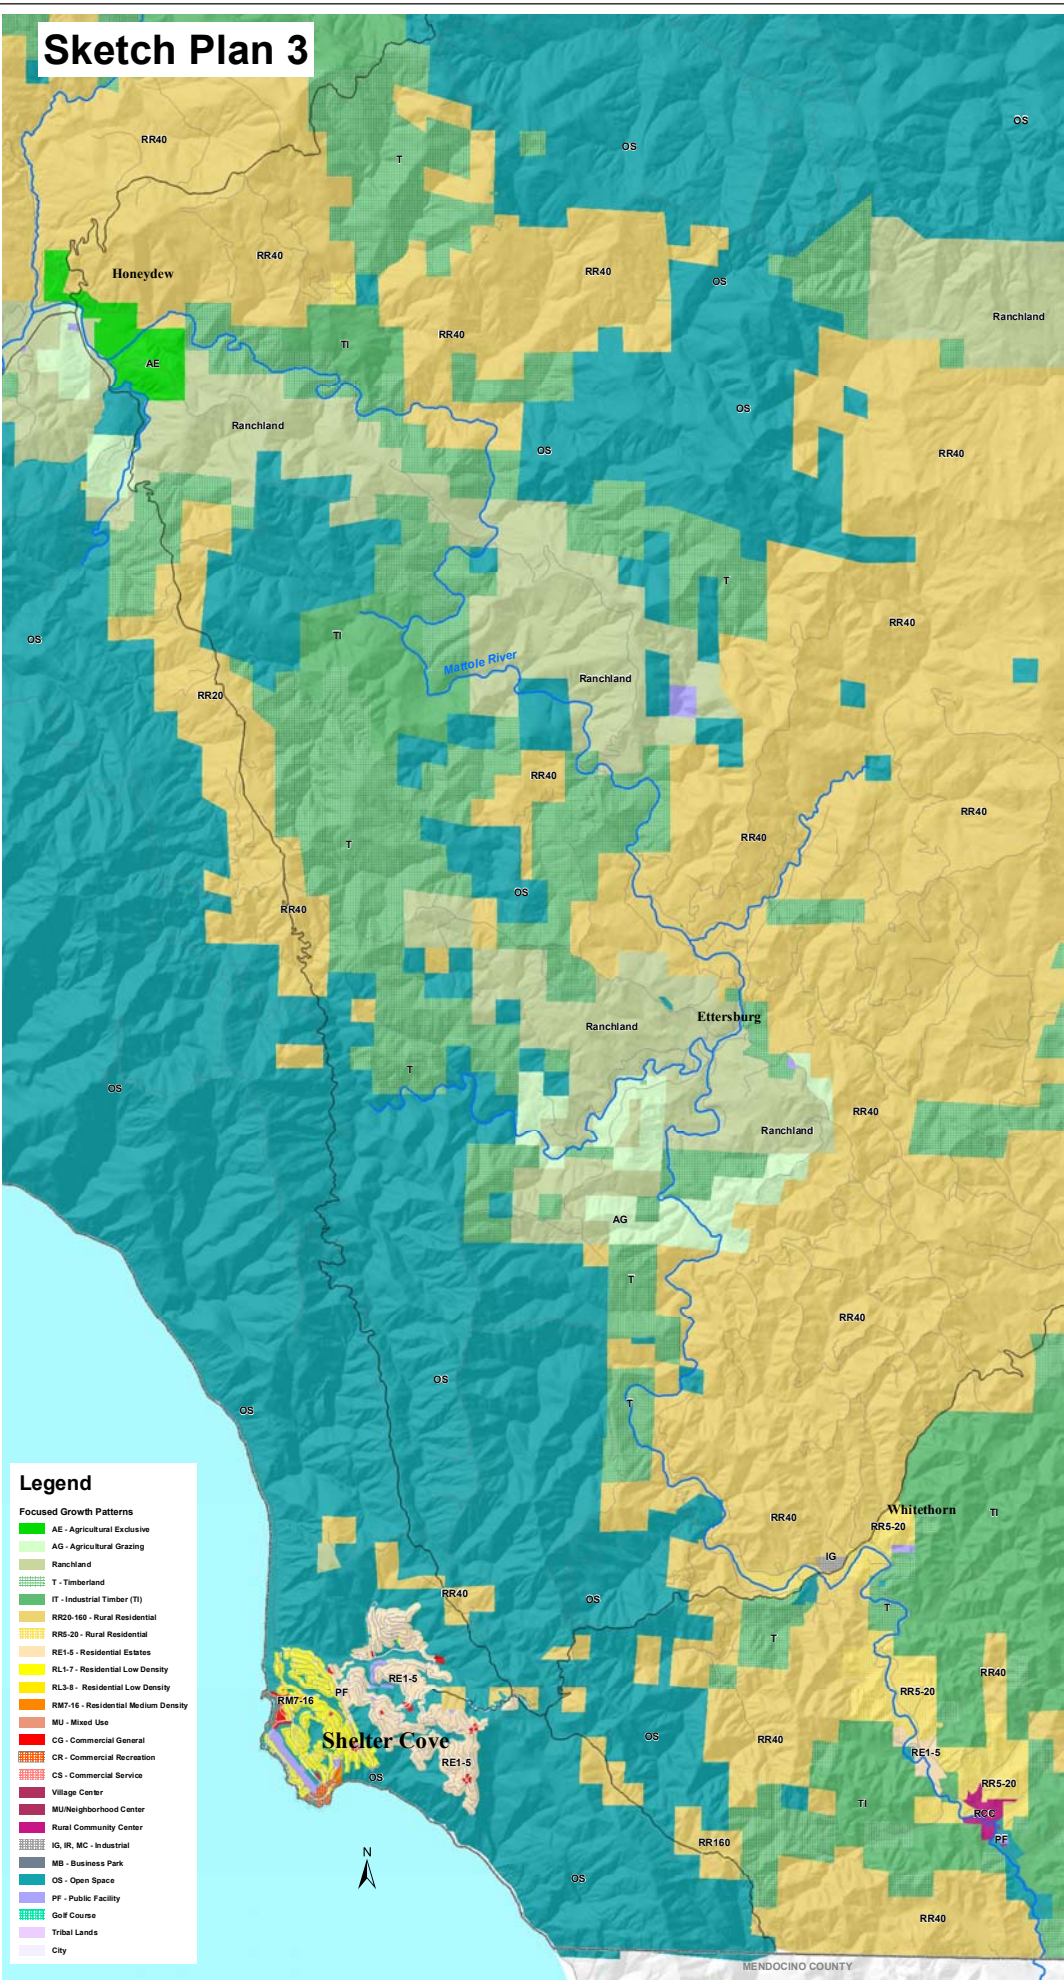 Sketch Plan 3
OS
RR40
OS
T
RR40
Honeydew
RR40
OS
Ranchland
RR40
TI
AE
OS
Ranchland
OS
RR40
T
RR40
TI
OS
Mattole River
Ranchland
RR20
RR40
RR40
RR40
T
OS
RR40
Ettersburg
Ranchland
T
OS
RR40
Ranchland
AG
T
RR40
OS
T
OS
Whitethorn
TI
RR40
RR5-20
IG
RR40
OS
T
T
RR40
RE1-5
PF
RR5-20
RM7-16
OS
Shelter Cove
RR40
RE1-5
RE1-5
OS
RR5-20
TI
RCC
PF
RR160
OS
RR40
N
MENDOCINO COUNTY
Legend
Focused Growth Patterns
AE - Agricultural Exclusive
AG - Agricultural Grazing
Ranchland
T - Timberland
IT - Industrial Timber (TI)
RR20-160 - Rural Residential
RR5-20 - Rural Residential
RE1-5 - Residential Estates
RL1-7 - Residential Low Density
RL3-8 - Residential Low Density
RM7-16 - Residential Medium Density
MU - Mixed Use
CG - Commercial General
CR - Commercial Recreation
CS - Commercial Service
Village Center
MU/Neighborhood Center
Rural Community Center
IG, IR, MC - Industrial
MB - Business Park
OS - Open Space
PF - Public Facility
Golf Course
Tribal Lands
City